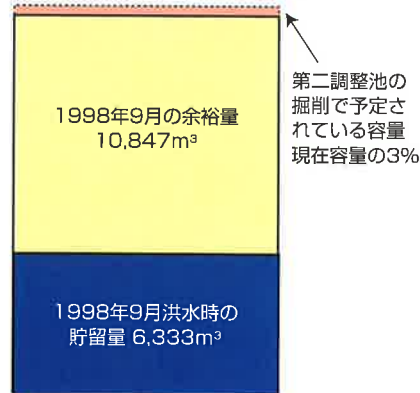 第二調整池の
掘削で予定さ
れている容量
現在容量の3%
1998年9月の余裕量
10,847m³
1998年9月洪水時の
貯留量 6,333m³